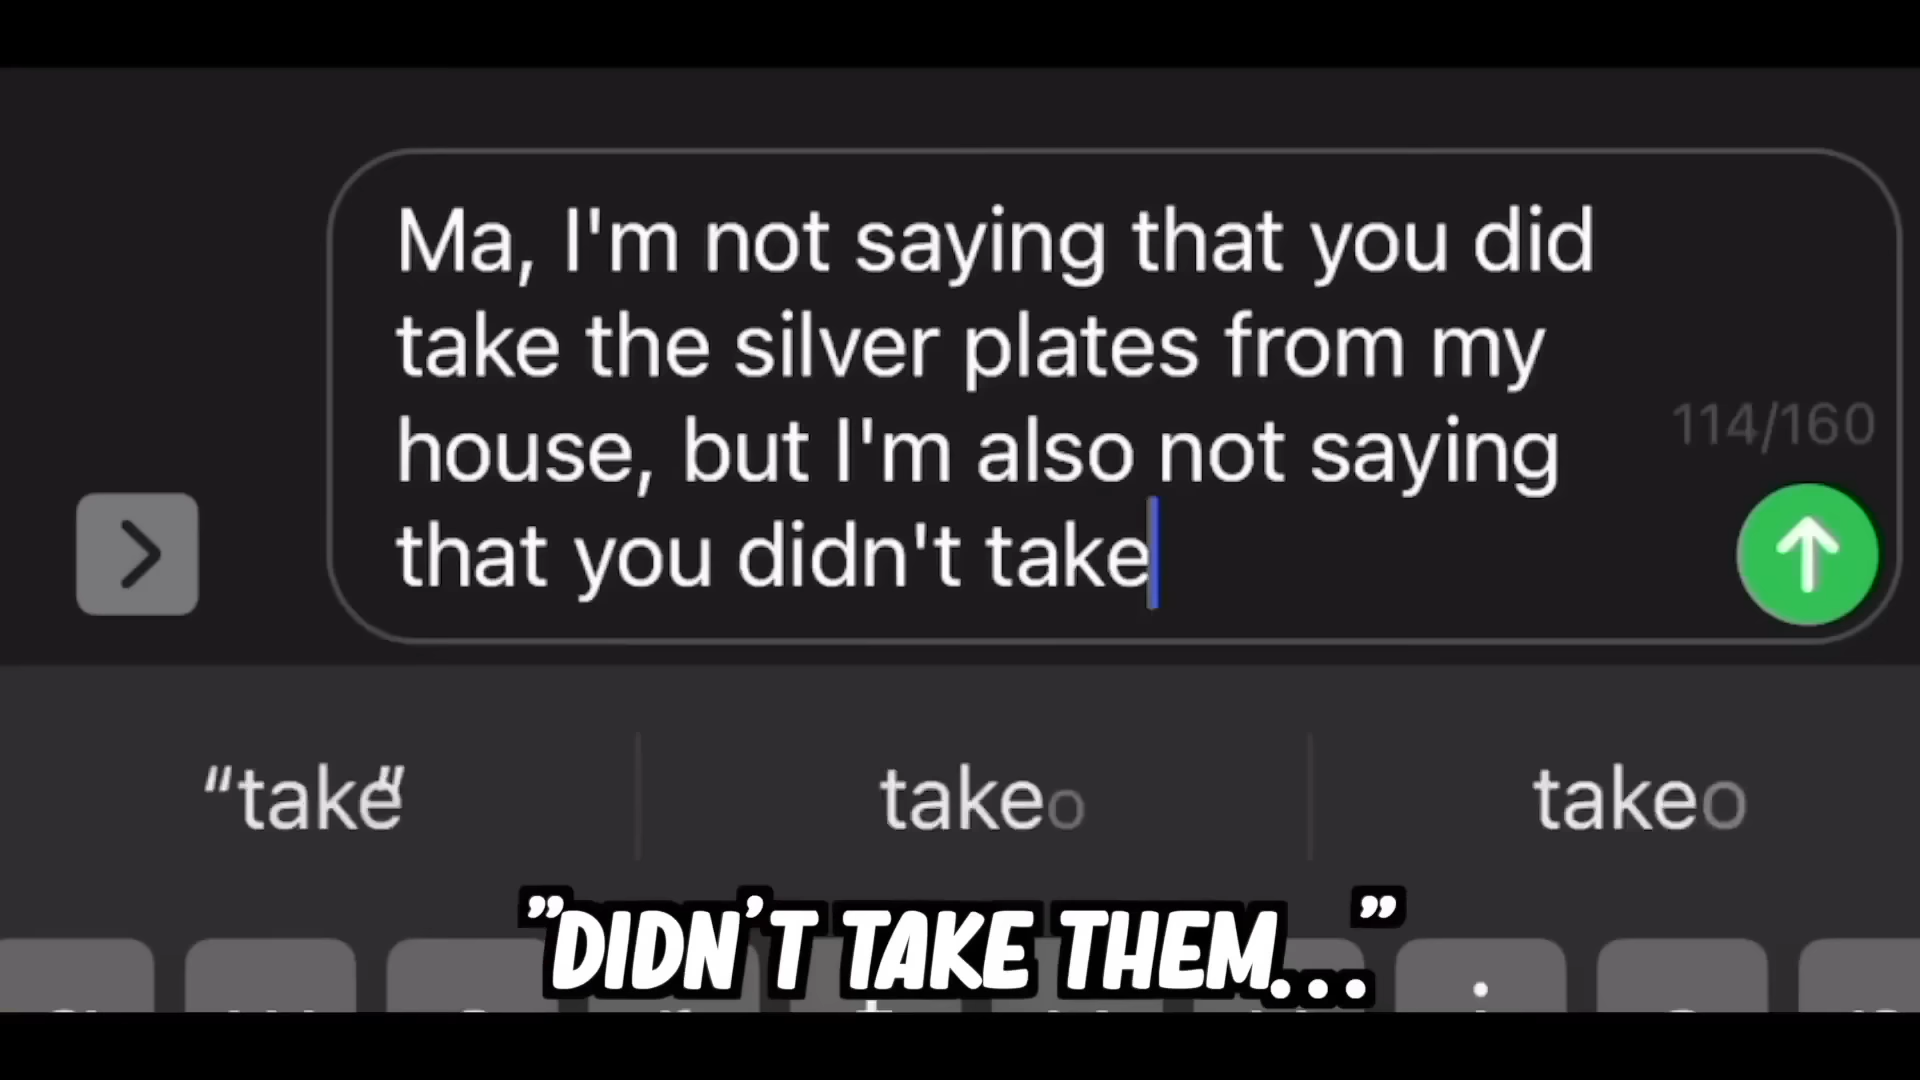 Ma, I'm not saying that you did
take the silver plates from my
house, but I'm also not saying
that you didn't take
114/160
“take“
takeo
takeo
”DIDN'T TAKE THEM...”